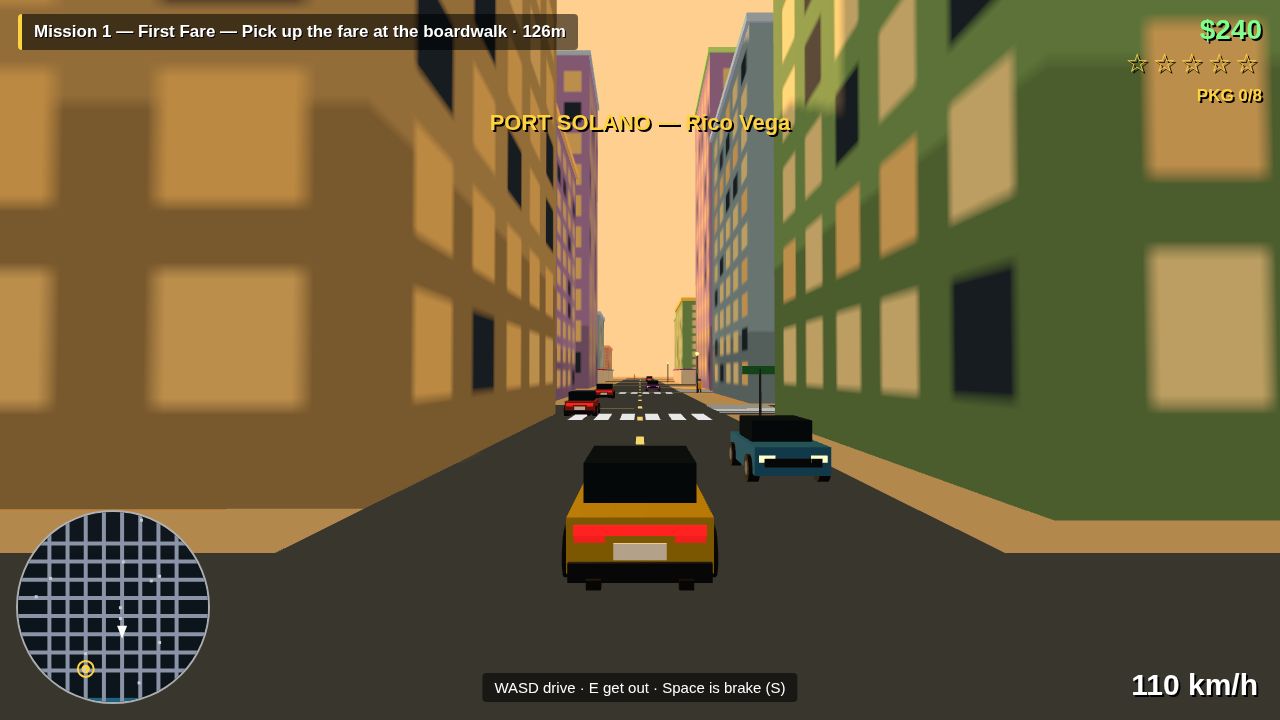 Mission 1 — First Fare — Pick up the fare at the boardwalk · 126m
$240
☆☆☆☆☆
PKG 0/8
PORT SOLANO — Rico Vega
WASD drive · E get out · Space is brake (S)
110 km/h